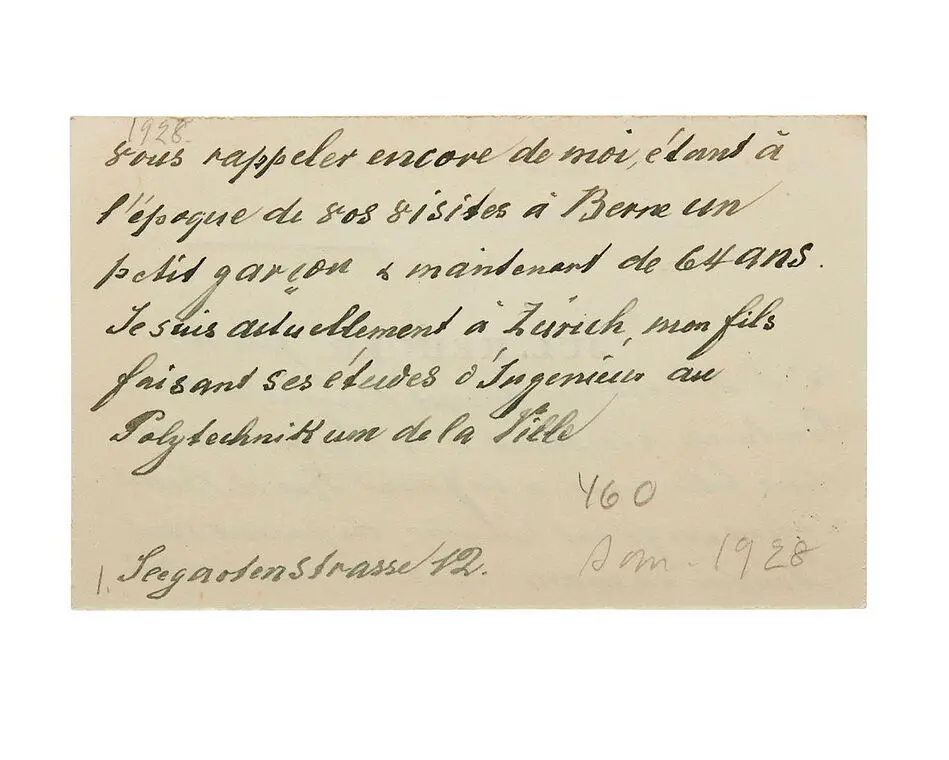 1928.
vous rappeler encore de moi, étant à
l'époque de vos visites à Berne un
petit garçon & maintenant de 64 ans.
Je suis actuellement à Zürich, mon fils
faisant ses études d'Ingenieur au
Polytechnikum de la Ville
460
1. Seegartenstrasse 12.
1928